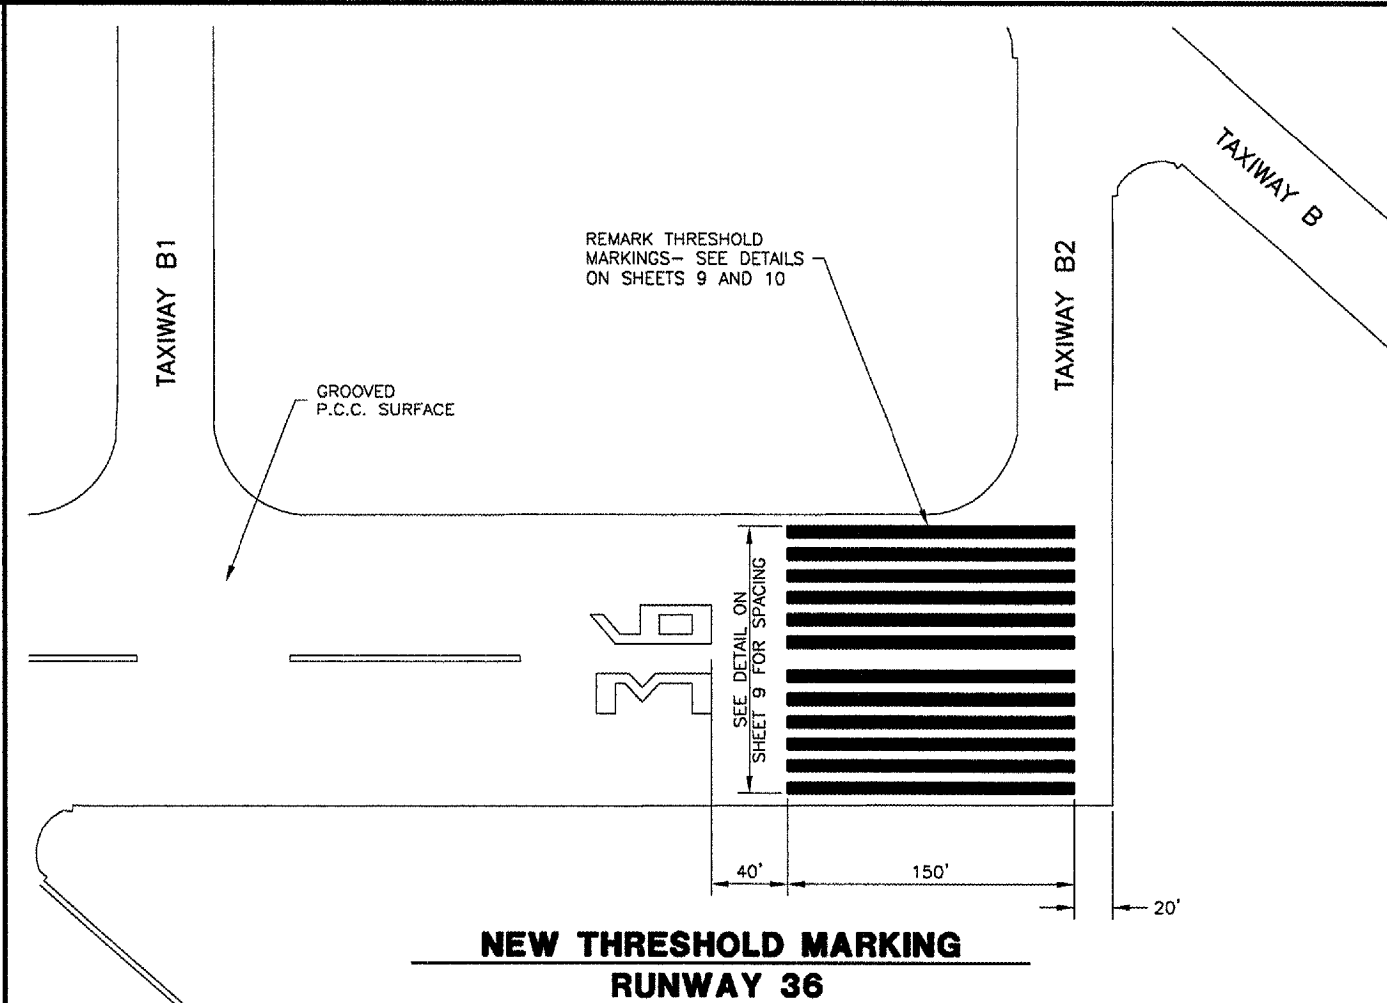 TAXIWAY B
TAXIWAY B1
TAXIWAY B2
REMARK THRESHOLD
MARKINGS- SEE DETAILS
ON SHEETS 9 AND 10
GROOVED
P.C.C. SURFACE
SEE DETAIL ON
SHEET 9 FOR SPACING
36
40'
150'
20'
NEW THRESHOLD MARKING
RUNWAY 36